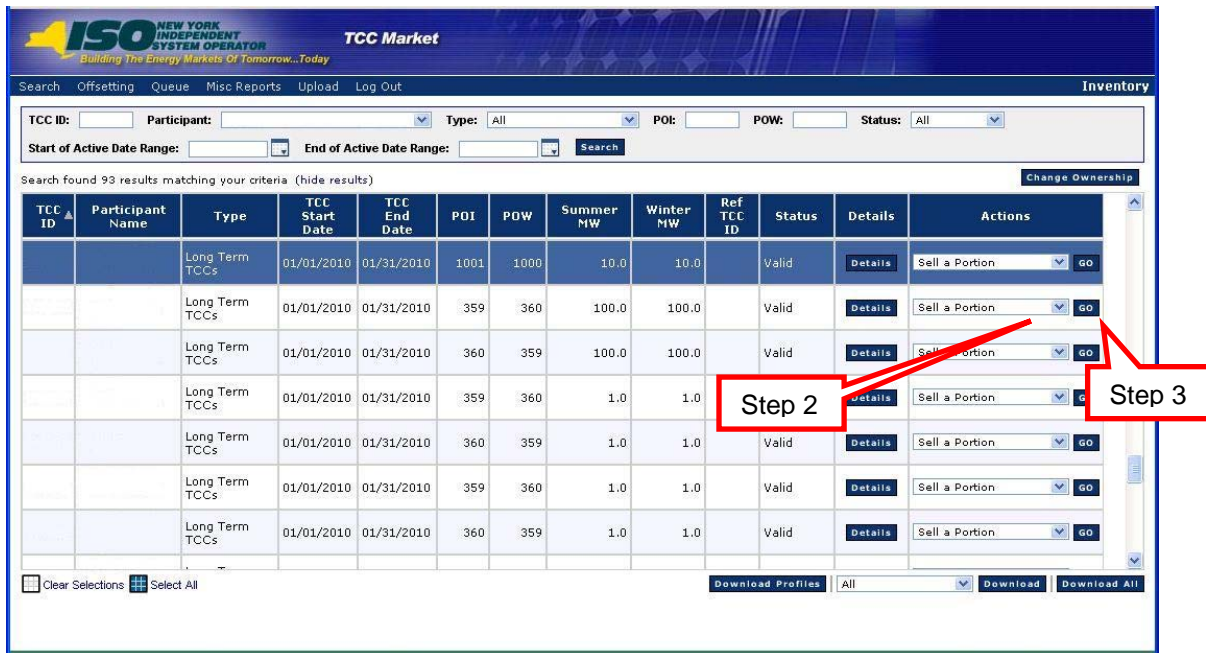 NEW YORK
ISO INDEPENDENT
SYSTEM OPERATOR
Building The Energy Markets Of Tomorrow...Today
TCC Market
Search Offsetting Queue Misc Reports Upload Log Out Inventory
TCC ID: Participant: Type: All POI: POW: Status: All
Start of Active Date Range: End of Active Date Range: Search
Search found 93 results matching your criteria (hide results) Change Ownership
TCC ID Participant Name Type TCC Start Date TCC End Date POI POW Summer MW Winter MW Ref TCC ID Status Details Actions
Long Term TCCs 01/01/2010 01/31/2010 1001 1000 10.0 10.0 Valid Details Sell a Portion GO
Long Term TCCs 01/01/2010 01/31/2010 359 360 100.0 100.0 Valid Details Sell a Portion GO
Long Term TCCs 01/01/2010 01/31/2010 360 359 100.0 100.0 Valid Details Sell a Portion GO
Long Term TCCs 01/01/2010 01/31/2010 359 360 1.0 1.0 Valid Details Sell a Portion
Long Term TCCs 01/01/2010 01/31/2010 360 359 1.0 1.0 Valid Details Sell a Portion GO
Long Term TCCs 01/01/2010 01/31/2010 359 360 1.0 1.0 Valid Details Sell a Portion GO
Long Term TCCs 01/01/2010 01/31/2010 360 359 1.0 1.0 Valid Details Sell a Portion GO
Step 2
Step 3
Clear Selections Select All Download Profiles All Download Download All